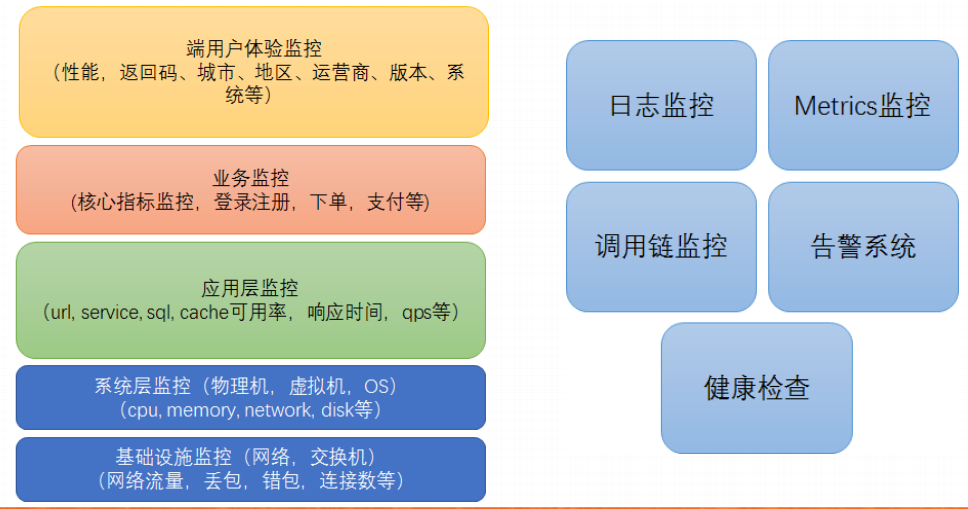 端用户体验监控
（性能，返回码、城市、地区、运营商、版本、系
统等）
业务监控
(核心指标监控，登录注册，下单，支付等)
应用层监控
（url, service, sql, cache可用率，响应时间，qps等）
系统层监控（物理机，虚拟机，OS）
（cpu, memory, network, disk等）
基础设施监控（网络，交换机）
（网络流量，丢包，错包，连接数等）
日志监控
Metrics监控
调用链监控
告警系统
健康检查